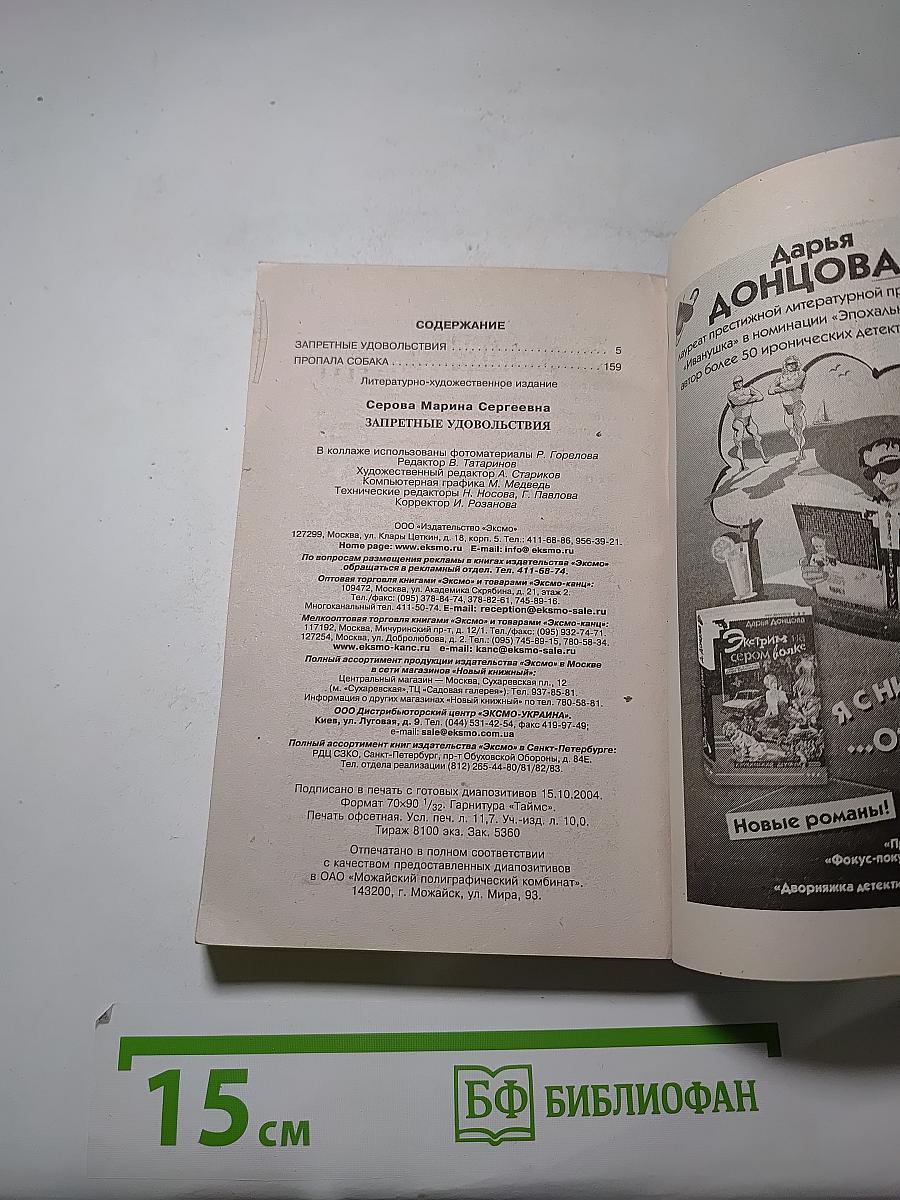 СОДЕРЖАНИЕ
ЗАПРЕТНЫЕ УДОВОЛЬСТВИЯ . . . . . . . . . . . . . . . . . . . . . . . 5
ПРОПАЛА СОБАКА . . . . . . . . . . . . . . . . . . . . . . . . . . . . . . . 159
Литературно-художественное издание
Серова Марина Сергеевна
ЗАПРЕТНЫЕ УДОВОЛЬСТВИЯ
В коллаже использованы фотоматериалы Р. Горелова
Редактор В. Татаринов
Художественный редактор А. Стариков
Компьютерная графика М. Медведь
Технические редакторы Н. Носова, Г. Павлова
Корректор И. Розанова
ООО «Издательство «Эксмо»
127299, Москва, ул. Клары Цеткин, д. 18, корп. 5. Тел.: 411-68-86, 956-39-21.
Home page: www.eksmo.ru E-mail: info@ eksmo.ru
По вопросам размещения рекламы в книгах издательства «Эксмо»
обращаться в рекламный отдел. Тел. 411-68-74.
Оптовая торговля книгами «Эксмо» и товарами «Эксмо-канц»:
109472, Москва, ул. Академика Скрябина, д. 21, этаж 2.
Тел./факс: (095) 378-84-74, 378-82-61, 745-89-16.
Многоканальный тел. 411-50-74. E-mail: reception@eksmo-sale.ru
Мелкооптовая торговля книгами «Эксмо» и товарами «Эксмо-канц»:
117192, Москва, Мичуринский пр-т, д. 12/1. Тел./факс: (095) 932-74-71.
127254, Москва, ул. Добролюбова, д. 2. Тел.: (095) 745-89-15, 780-58-34.
www.eksmo-kanc.ru e-mail: kanc@eksmo-sale.ru
Полный ассортимент продукции издательства «Эксмо» в Москве
в сети магазинов «Новый книжный»:
Центральный магазин — Москва, Сухаревская пл., 12
(м. «Сухаревская»,ТЦ «Садовая галерея»). Тел. 937-85-81.
Информация о других магазинах «Новый книжный» по тел. 780-58-81.
ООО Дистрибьюторский центр «ЭКСМО-УКРАИНА».
Киев, ул. Луговая, д. 9. Тел. (044) 531-42-54, факс 419-97-49;
e-mail: sale@eksmo.com.ua
Полный ассортимент книг издательства «Эксмо» в Санкт-Петербурге:
РДЦ СЗКО, Санкт-Петербург, пр-т Обуховской Обороны, д. 84Е.
Тел. отдела реализации (812) 265-44-80/81/82/83.
Подписано в печать с готовых диапозитивов 15.10.2004.
Формат 70×90 1/32. Гарнитура «Таймс».
Печать офсетная. Усл. печ. л. 11,7. Уч.-изд. л. 10,0.
Тираж 8100 экз. Зак. 5360
Отпечатано в полном соответствии
с качеством предоставленных диапозитивов
в ОАО «Можайский полиграфический комбинат».
143200, г. Можайск, ул. Мира, 93.
Дарья
ДОНЦОВА
лауреат престижной литературной пр
«Иванушка» в номинации «Эпохальн
автор более 50 иронических детект
Дарья Донцова
Экстрим на
сером волке
Я С НИ
...О
Новые романы!
«Пр
«Фокус-поку
«Дворняжка детекти
15 см
БФ БИБЛИОФАН